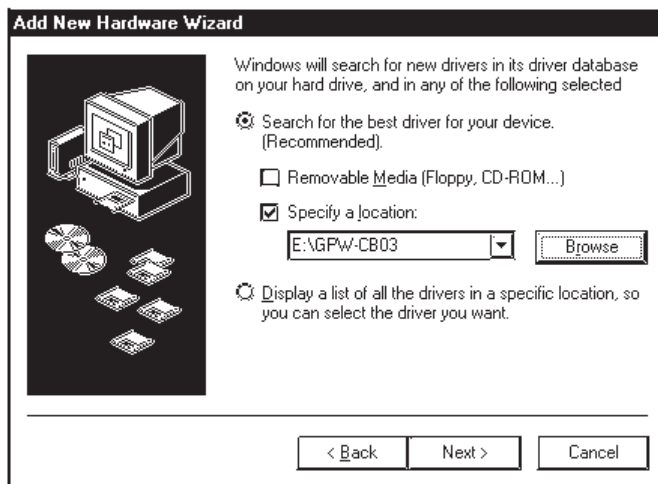 Add New Hardware Wizard
Windows will search for new drivers in its driver database
on your hard drive, and in any of the following selected
Search for the best driver for your device.
(Recommended).
Removable Media (Floppy, CD-ROM...)
Specify a location:
E:\GPW-CB03
Browse
Display a list of all the drivers in a specific location, so
you can select the driver you want.
< Back
Next >
Cancel